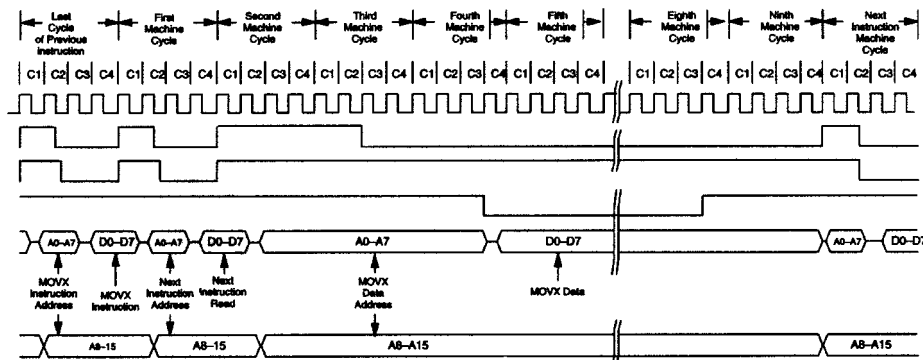 Last Cycle of Previous Instruction
First Machine Cycle
Second Machine Cycle
Third Machine Cycle
Fourth Machine Cycle
Fifth Machine Cycle
Eighth Machine Cycle
Ninth Machine Cycle
Next Instruction Machine Cycle
C1 C2 C3 C4 C1 C2 C3 C4 C1 C2 C3 C4 C1 C2 C3 C4 C1 C2 C3 C4 C1 C2 C3 C4 C1 C2 C3 C4 C1 C2 C3 C4 C1 C2 C3 C4
A0–A7 D0–D7 A0–A7 D0–D7 A0–A7 D0–D7 A0–A7 D0–D7
MOVX Instruction Address
MOVX Instruction
Next Instruction Address
Next Instruction Read
MOVX Data Address
MOVX Data
A8–15 A8–15 A8–A15 A8–A15